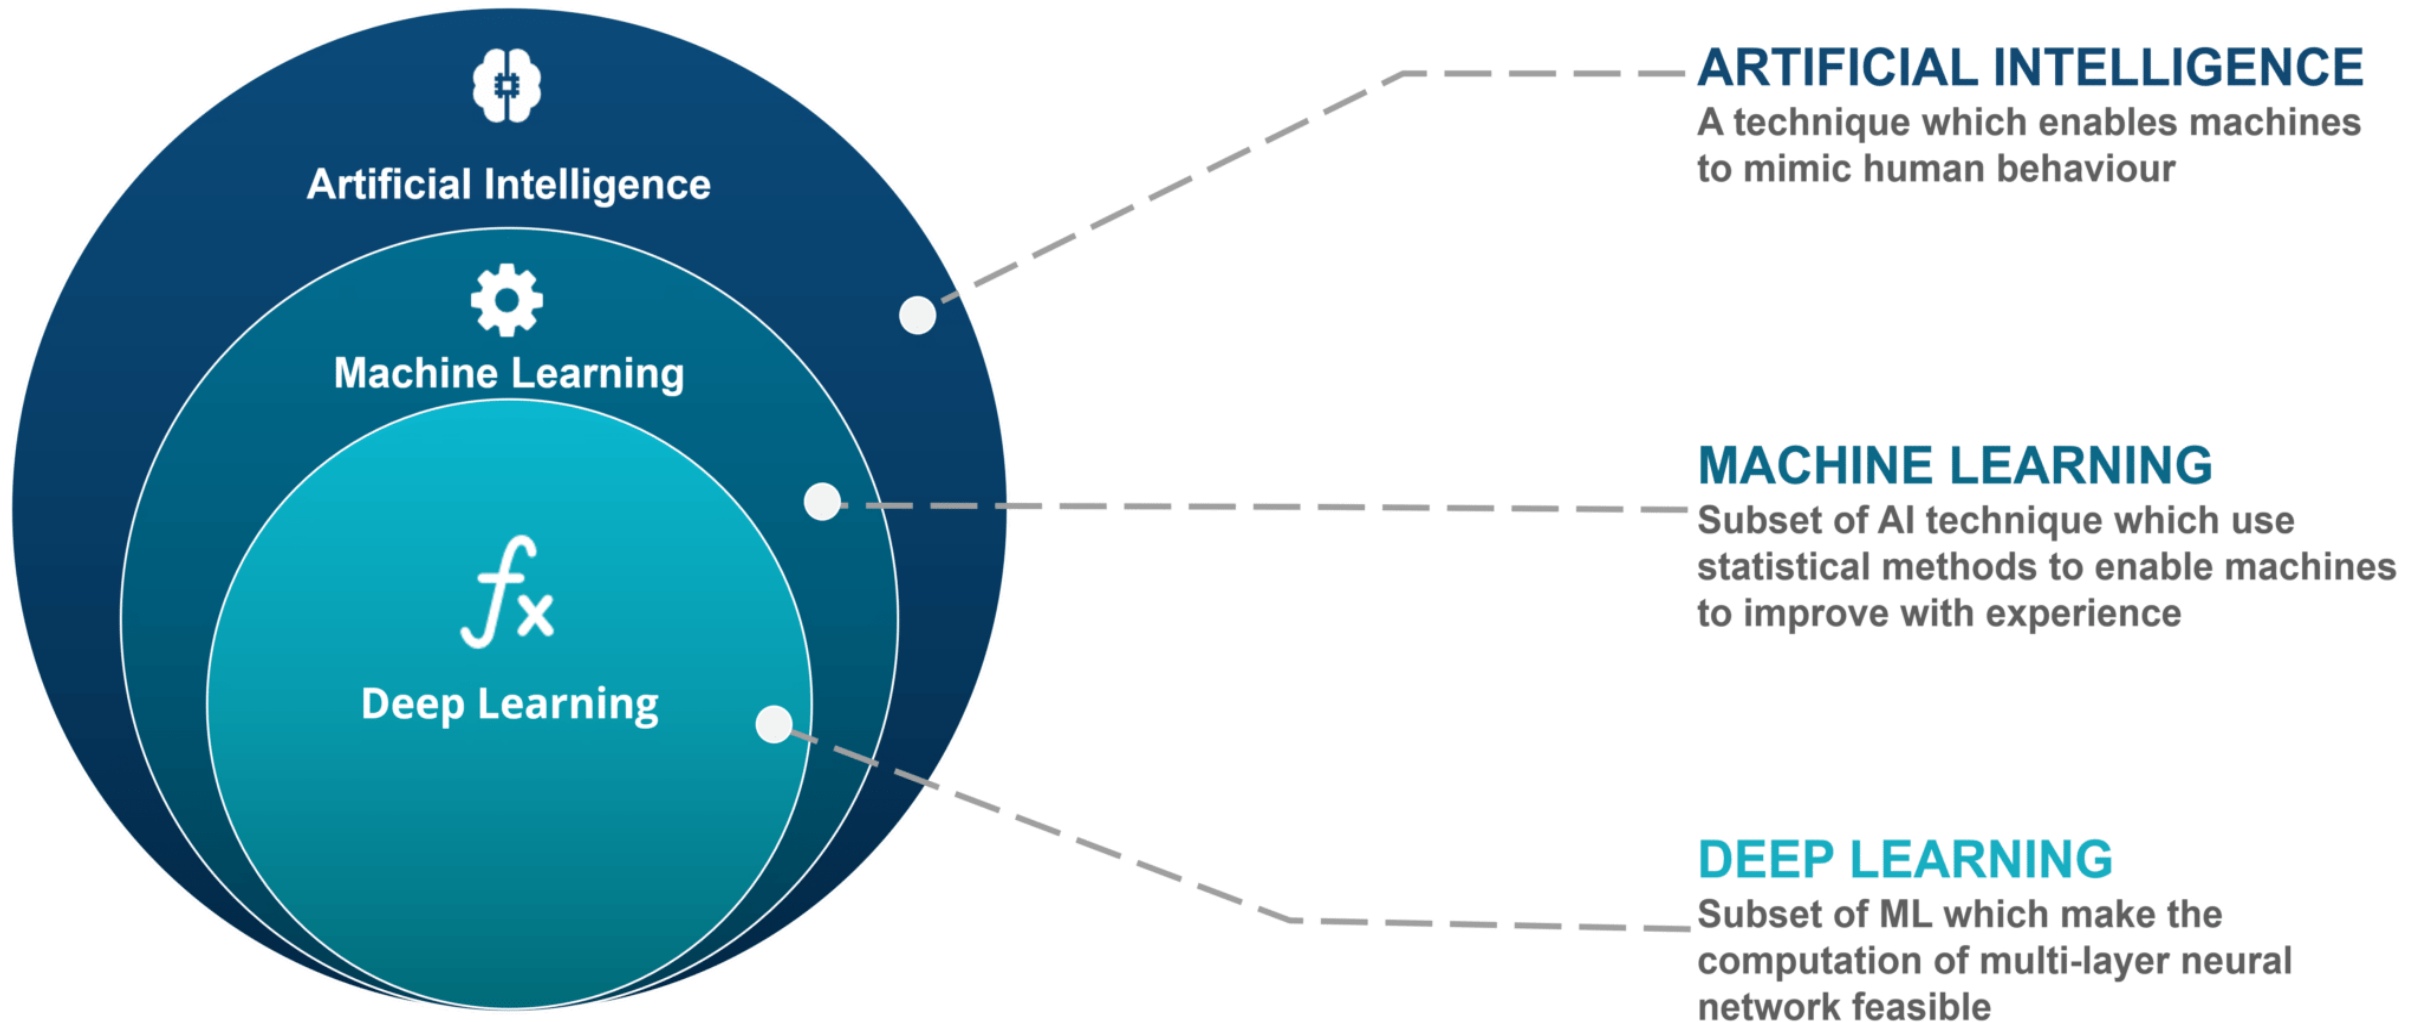 Artificial Intelligence
Machine Learning
fx
Deep Learning
ARTIFICIAL INTELLIGENCE
A technique which enables machines
to mimic human behaviour
MACHINE LEARNING
Subset of AI technique which use
statistical methods to enable machines
to improve with experience
DEEP LEARNING
Subset of ML which make the
computation of multi-layer neural
network feasible